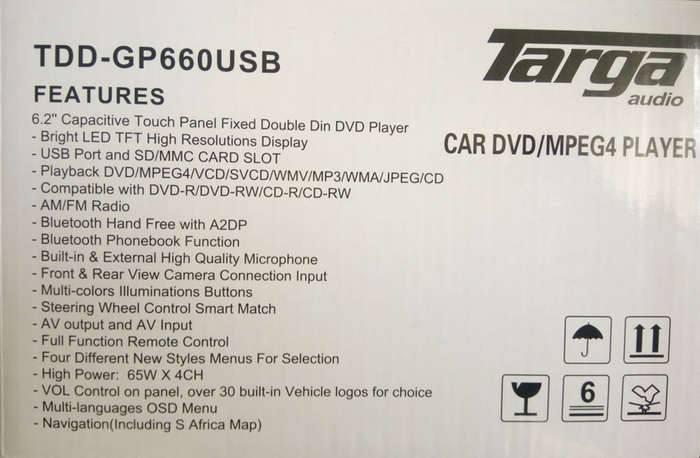 TDD-GP660USB
FEATURES
6.2" Capacitive Touch Panel Fixed Double Din DVD Player
- Bright LED TFT High Resolutions Display
- USB Port and SD/MMC CARD SLOT
- Playback DVD/MPEG4/VCD/SVCD/WMV/MP3/WMA/JPEG/CD
- Compatible with DVD-R/DVD-RW/CD-R/CD-RW
- AM/FM Radio
- Bluetooth Hand Free with A2DP
- Bluetooth Phonebook Function
- Built-in & External High Quality Microphone
- Front & Rear View Camera Connection Input
- Multi-colors Illuminations Buttons
- Steering Wheel Control Smart Match
- AV output and AV Input
- Full Function Remote Control
- Four Different New Styles Menus For Selection
- High Power: 65W X 4CH
- VOL Control on panel, over 30 built-in Vehicle logos for choice
- Multi-languages OSD Menu
- Navigation(Including S Africa Map)
Targa
audio
CAR DVD/MPEG4 PLAYER
6